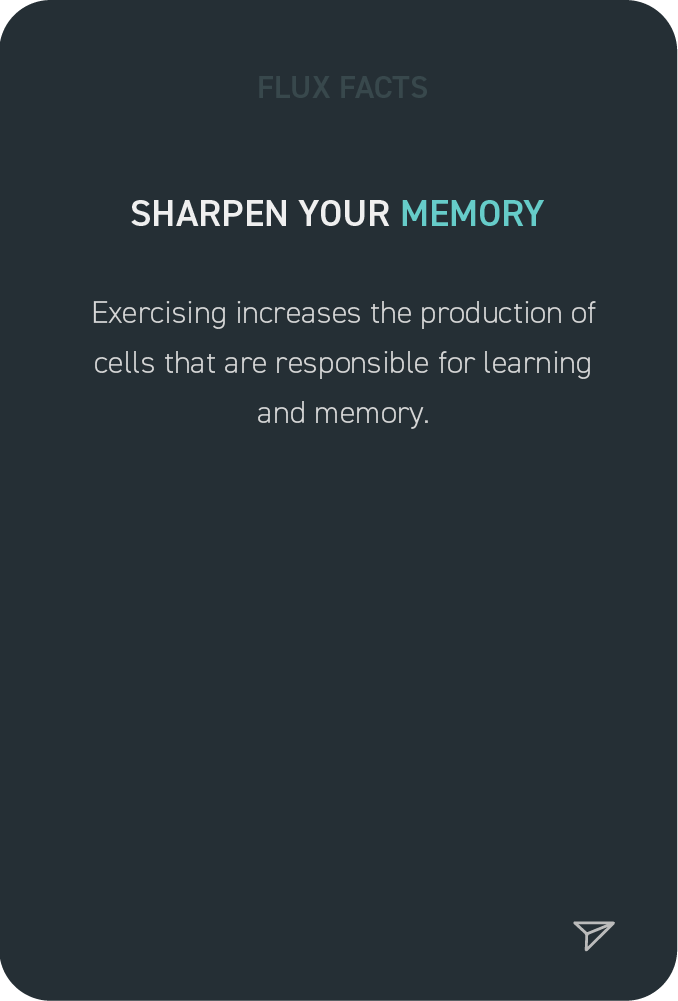 FLUX FACTS
SHARPEN YOUR MEMORY
Exercising increases the production of
cells that are responsible for learning
and memory.